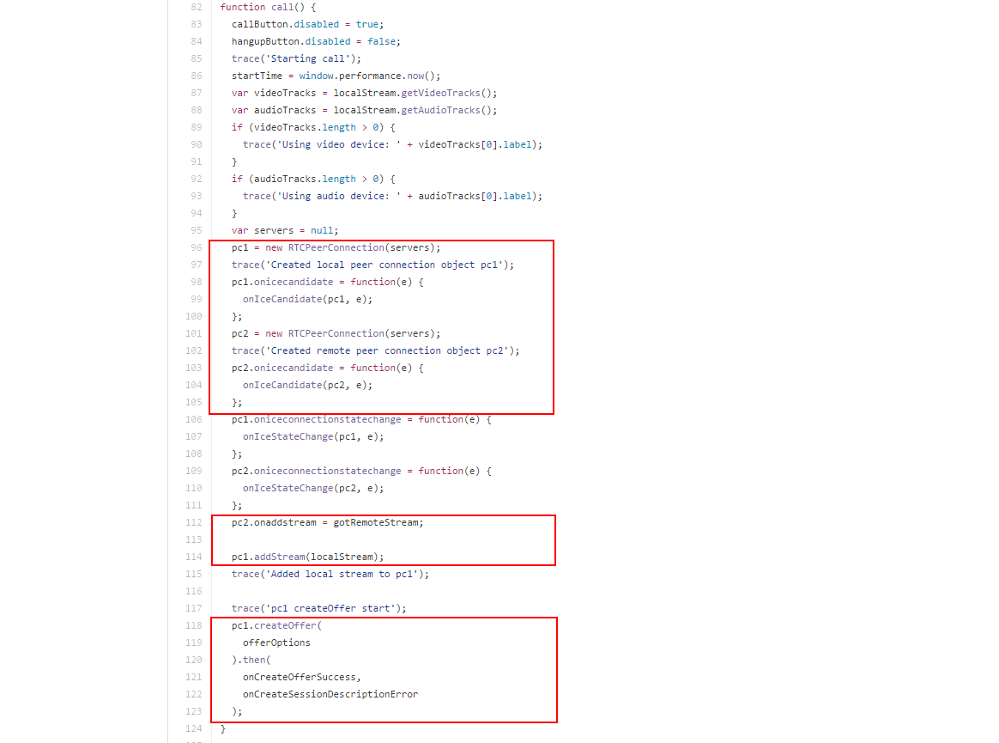 82 function call() {
83 callButton.disabled = true;
84 hangupButton.disabled = false;
85 trace('Starting call');
86 startTime = window.performance.now();
87 var videoTracks = localStream.getVideoTracks();
88 var audioTracks = localStream.getAudioTracks();
89 if (videoTracks.length > 0) {
90 trace('Using video device: ' + videoTracks[0].label);
91 }
92 if (audioTracks.length > 0) {
93 trace('Using audio device: ' + audioTracks[0].label);
94 }
95 var servers = null;
96 pc1 = new RTCPeerConnection(servers);
97 trace('Created local peer connection object pc1');
98 pc1.onicecandidate = function(e) {
99 onIceCandidate(pc1, e);
100 };
101 pc2 = new RTCPeerConnection(servers);
102 trace('Created remote peer connection object pc2');
103 pc2.onicecandidate = function(e) {
104 onIceCandidate(pc2, e);
105 };
106 pc1.oniceconnectionstatechange = function(e) {
107 onIceStateChange(pc1, e);
108 };
109 pc2.oniceconnectionstatechange = function(e) {
110 onIceStateChange(pc2, e);
111 };
112 pc2.onaddstream = gotRemoteStream;
113
114 pc1.addStream(localStream);
115 trace('Added local stream to pc1');
116
117 trace('pc1 createOffer start');
118 pc1.createOffer(
119 offerOptions
120 ).then(
121 onCreateOfferSuccess,
122 onCreateSessionDescriptionError
123 );
124 }